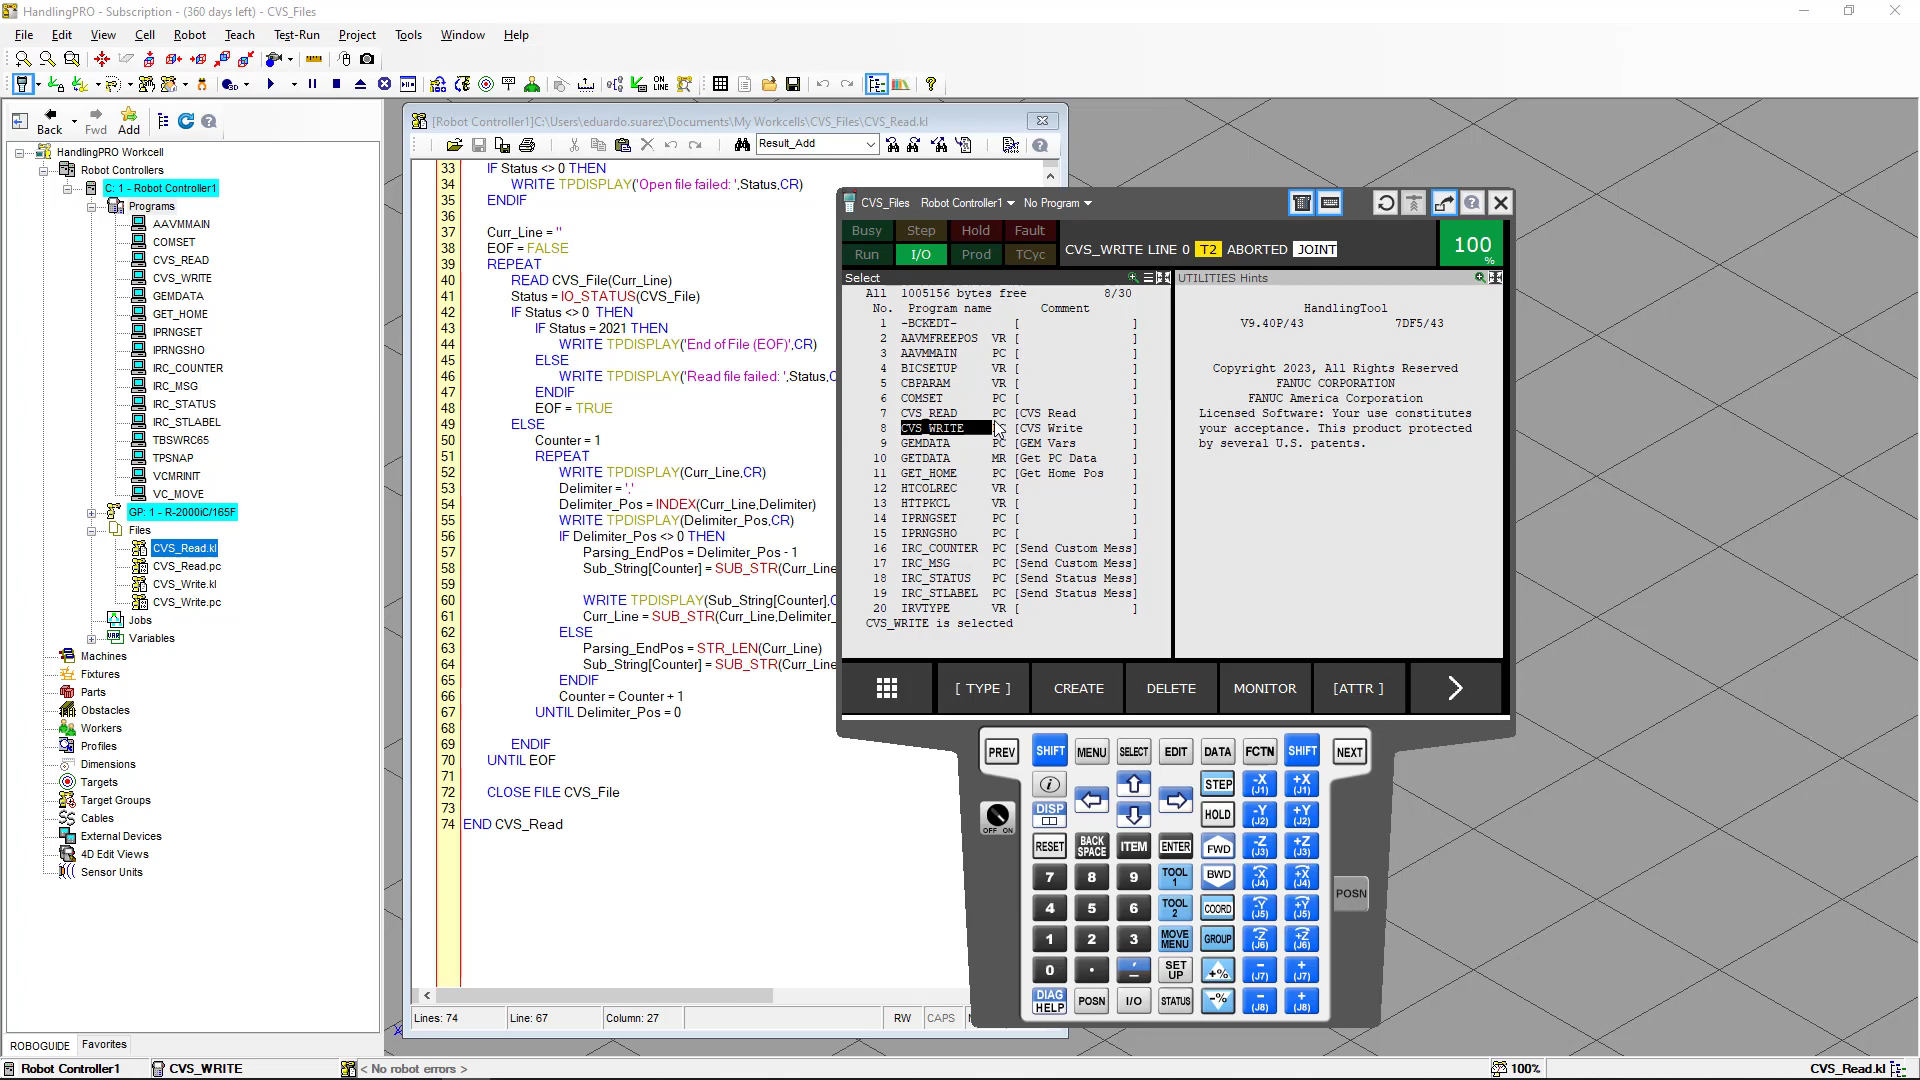 HandlingPRO - Subscription - (360 days left) - CVS_Files
File Edit View Cell Robot Teach Test-Run Project Tools Window Help
ON LINE
Back Fwd Add
HandlingPRO Workcell
Robot Controllers
C: 1 - Robot Controller1
Programs
AAVMMAIN
COMSET
CVS_READ
CVS_WRITE
GEMDATA
GET_HOME
IPRNGSET
IPRNGSHO
IRC_COUNTER
IRC_MSG
IRC_STATUS
IRC_STLABEL
TBSWRC65
TPSNAP
VCMRINIT
VC_MOVE
GP: 1 - R-2000iC/165F
Files
CVS_Read.kl
CVS_Read.pc
CVS_Write.kl
CVS_Write.pc
Jobs
Variables
Machines
Fixtures
Parts
Obstacles
Workers
Profiles
Dimensions
Targets
Target Groups
Cables
External Devices
4D Edit Views
Sensor Units
ROBOGUIDE Favorites
[Robot Controller1]C:\Users\eduardo.suarez\Documents\My Workcells\CVS_Files\CVS_Read.kl
Result_Add
33 IF Status <> 0 THEN
34 WRITE TPDISPLAY('Open file failed: ',Status,CR)
35 ENDIF
36
37 Curr_Line = ''
38 EOF = FALSE
39 REPEAT
40 READ CVS_File(Curr_Line)
41 Status = IO_STATUS(CVS_File)
42 IF Status <> 0 THEN
43 IF Status = 2021 THEN
44 WRITE TPDISPLAY('End of File (EOF)',CR)
45 ELSE
46 WRITE TPDISPLAY('Read file failed: ',Status,C
47 ENDIF
48 EOF = TRUE
49 ELSE
50 Counter = 1
51 REPEAT
52 WRITE TPDISPLAY(Curr_Line,CR)
53 Delimiter = ','
54 Delimiter_Pos = INDEX(Curr_Line,Delimiter)
55 WRITE TPDISPLAY(Delimiter_Pos,CR)
56 IF Delimiter_Pos <> 0 THEN
57 Parsing_EndPos = Delimiter_Pos - 1
58 Sub_String[Counter] = SUB_STR(Curr_Line
59
60 WRITE TPDISPLAY(Sub_String[Counter],C
61 Curr_Line = SUB_STR(Curr_Line,Delimiter_
62 ELSE
63 Parsing_EndPos = STR_LEN(Curr_Line)
64 Sub_String[Counter] = SUB_STR(Curr_Line
65 ENDIF
66 Counter = Counter + 1
67 UNTIL Delimiter_Pos = 0
68
69 ENDIF
70 UNTIL EOF
71
72 CLOSE FILE CVS_File
73
74 END CVS_Read
Lines: 74 Line: 67 Column: 27 RW CAPS
CVS_Files Robot Controller1 No Program
Busy Step Hold Fault
Run I/O Prod TCyc
CVS_WRITE LINE 0 T2 ABORTED JOINT
100 %
Select
All 1005156 bytes free 8/30
No. Program name Comment
1 -BCKEDT- [ ]
2 AAVMFREEPOS VR [ ]
3 AAVMMAIN PC [ ]
4 BICSETUP VR [ ]
5 CBPARAM VR [ ]
6 COMSET PC [ ]
7 CVS_READ PC [CVS Read ]
8 CVS_WRITE [CVS Write ]
9 GEMDATA PC [GEM Vars ]
10 GETDATA MR [Get PC Data ]
11 GET_HOME PC [Get Home Pos ]
12 HTCOLREC VR [ ]
13 HTTPKCL VR [ ]
14 IPRNGSET PC [ ]
15 IPRNGSHO PC [ ]
16 IRC_COUNTER PC [Send Custom Mess]
17 IRC_MSG PC [Send Custom Mess]
18 IRC_STATUS PC [Send Status Mess]
19 IRC_STLABEL PC [Send Status Mess]
20 IRVTYPE VR [ ]
CVS_WRITE is selected
UTILITIES Hints
HandlingTool
V9.40P/43 7DF5/43
Copyright 2023, All Rights Reserved
FANUC CORPORATION
FANUC America Corporation
Licensed Software: Your use constitutes
your acceptance. This product protected
by several U.S. patents.
[ TYPE ] CREATE DELETE MONITOR [ATTR ]
PREV SHIFT MENU SELECT EDIT DATA FCTN SHIFT NEXT
i STEP -X (J1) +X (J1)
OFF ON DISP HOLD -Y (J2) +Y (J2)
RESET BACK SPACE ITEM ENTER FWD -Z (J3) +Z (J3)
7 8 9 TOOL 1 BWD -X (J4) +X (J4)
POSN
4 5 6 TOOL 2 COORD -Y (J5) +Y (J5)
1 2 3 MOVE MENU GROUP -Z (J6) +Z (J6)
0 . SET UP +% - (J7) + (J7)
DIAG HELP POSN I/O STATUS -% - (J8) + (J8)
Robot Controller1 CVS_WRITE < No robot errors > 100% CVS_Read.kl